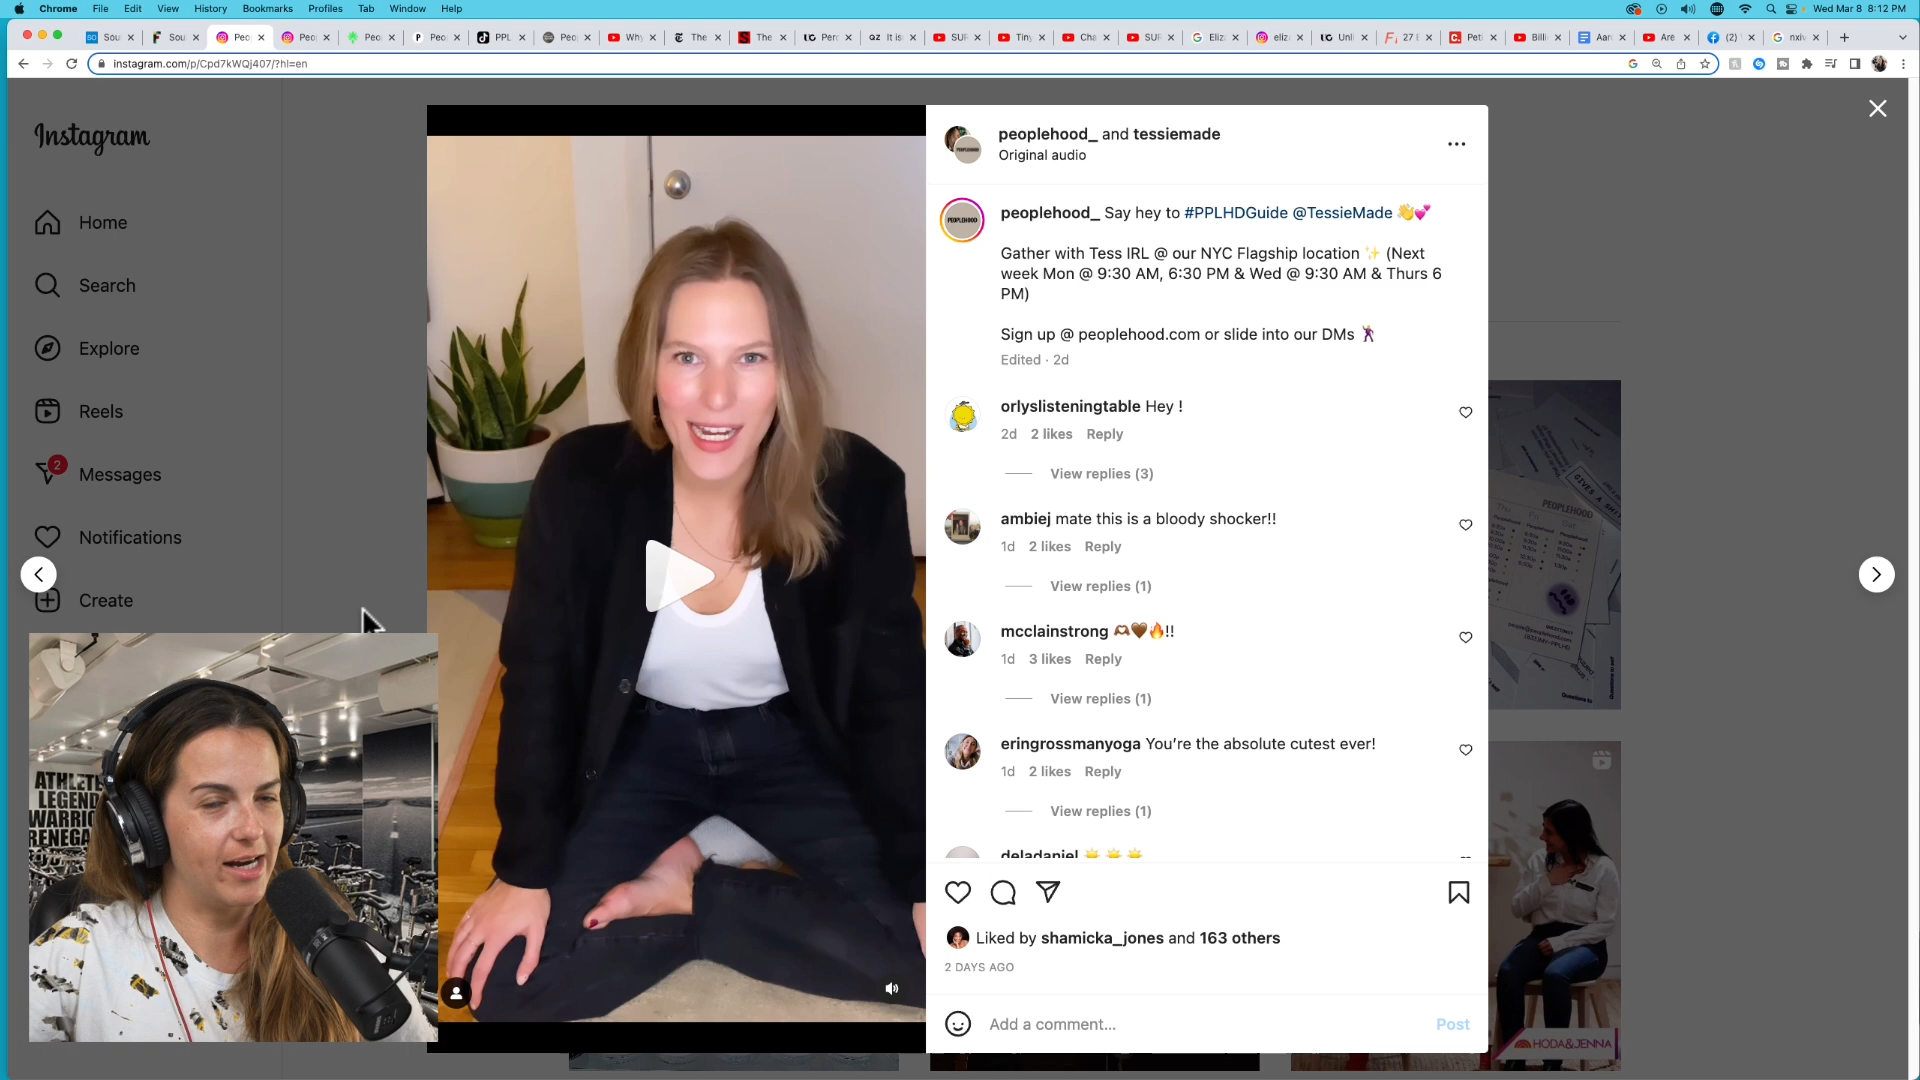 Chrome File Edit View History Bookmarks Profiles Tab Window Help
Wed Mar 8 8:12 PM
instagram.com/p/Cpd7kWQj407/?hl=en
Instagram
Home
Search
Explore
Reels
2
Messages
Notifications
Create
peoplehood_ and tessiemade
Original audio
PEOPLEHOOD
peoplehood_ Say hey to #PPLHDGuide @TessieMade 👋💕
Gather with Tess IRL @ our NYC Flagship location ✨ (Next
week Mon @ 9:30 AM, 6:30 PM & Wed @ 9:30 AM & Thurs 6
PM)
Sign up @ peoplehood.com or slide into our DMs 🕺
Edited · 2d
orlyslisteningtable Hey !
2d 2 likes Reply
View replies (3)
ambiej mate this is a bloody shocker!!
1d 2 likes Reply
View replies (1)
mcclainstrong 🫶🏾🤎🔥!!
1d 3 likes Reply
View replies (1)
eringrossmanyoga You're the absolute cutest ever!
1d 2 likes Reply
View replies (1)
deladaniel 🌟 🌟 🌟
Liked by shamicka_jones and 163 others
2 DAYS AGO
Add a comment...
Post
ATHLETE
LEGEND
WARRIO
RENEGA
PEOPLEHOOD
HODA&JENNA